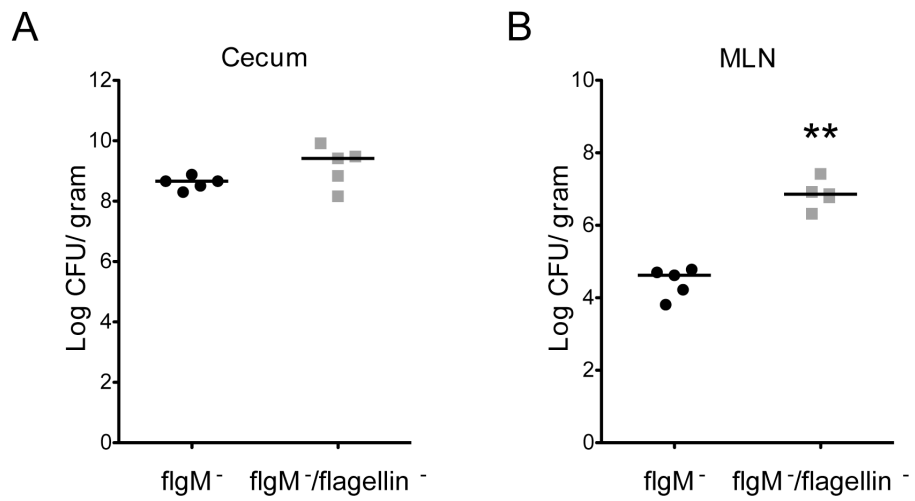 A
Cecum
12
10
8
6
4
2
0
Log CFU/ gram
flgM⁻
flgM⁻/flagellin ⁻
B
MLN
10
8
6
4
2
0
Log CFU/ gram
**
flgM⁻
flgM⁻/flagellin ⁻